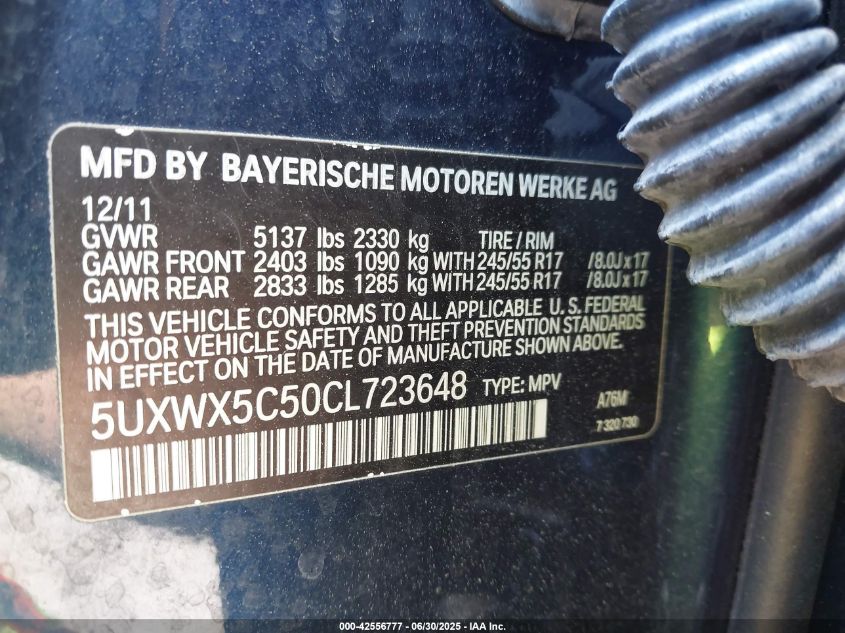 MFD BY BAYERISCHE MOTOREN WERKE AG
12/11
GVWR 5137 lbs 2330 kg TIRE / RIM
GAWR FRONT 2403 lbs 1090 kg WITH 245/55 R17 /8.0J x 17
GAWR REAR 2833 lbs 1285 kg WITH 245/55 R17 /8.0J x 17
THIS VEHICLE CONFORMS TO ALL APPLICABLE U.S. FEDERAL
MOTOR VEHICLE SAFETY AND THEFT PREVENTION STANDARDS
IN EFFECT ON THE DATE OF MANUFACTURE SHOWN ABOVE.
5UXWX5C50CL723648 TYPE: MPV A76M
7 320 730
000-42556777 - 06/30/2025 - IAA Inc.